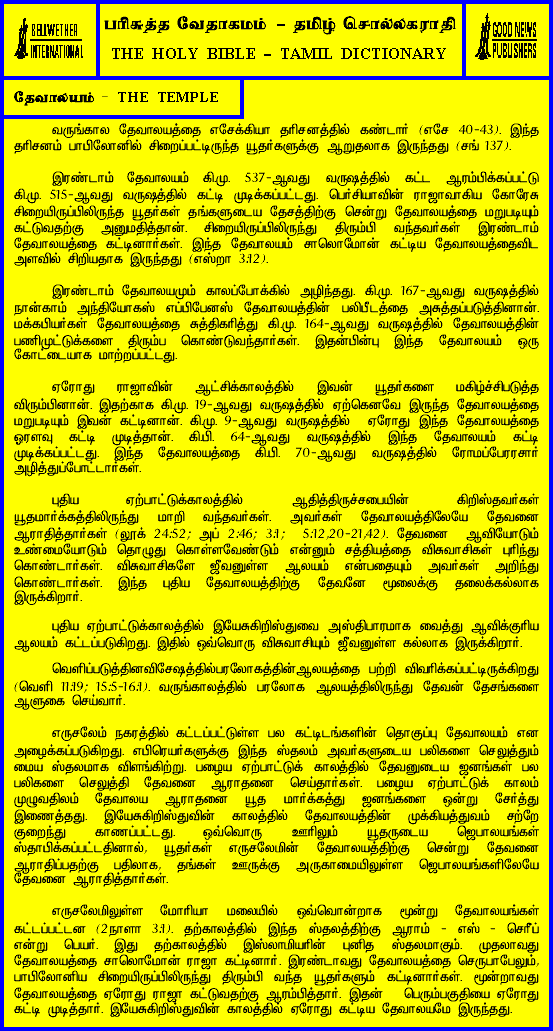 BELLWETHER
INTERNATIONAL
பரிசுத்த வேதாகமம் - தமிழ் சொல்லகராதி
THE HOLY BIBLE - TAMIL DICTIONARY
GOOD NEWS
PUBLISHERS
தேவாலயம் - THE TEMPLE
வருங்கால தேவாலயத்தை எசேக்கியா தரிசனத்தில் கண்டார் (எசே 40-43). இந்த
தரிசனம் பாபிலோனில் சிறைப்பட்டிருந்த யூதர்களுக்கு ஆறுதலாக இருந்தது (சங் 137).
இரண்டாம் தேவாலயம் கி.மு. 537-ஆவது வருஷத்தில் கட்ட ஆரம்பிக்கப்பட்டு
கி.மு. 515-ஆவது வருஷத்தில் கட்டி முடிக்கப்பட்டது. பெர்சியாவின் ராஜாவாகிய கோரேசு
சிறையிருப்பிலிருந்த யூதர்கள் தங்களுடைய தேசத்திற்கு சென்று தேவாலயத்தை மறுபடியும்
கட்டுவதற்கு அனுமதித்தான். சிறையிருப்பிலிருந்து திரும்பி வந்தவர்கள் இரண்டாம்
தேவாலயத்தை கட்டினார்கள். இந்த தேவாலயம் சாலொமோன் கட்டிய தேவாலயத்தைவிட
அளவில் சிறியதாக இருந்தது (எஸ்றா 3:12).
இரண்டாம் தேவாலயமும் காலப்போக்கில் அழிந்தது. கி.மு. 167-ஆவது வருஷத்தில்
நான்காம் அந்தியோகஸ் எப்பிபேனஸ் தேவாலயத்தின் பலிபீடத்தை அசுத்தப்படுத்தினான்.
மக்கபியர்கள் தேவாலயத்தை சுத்திகரித்து கி.மு. 164-ஆவது வருஷத்தில் தேவாலயத்தின்
பணிமுட்டுக்களை திரும்ப கொண்டுவந்தார்கள். இதன்பின்பு இந்த தேவாலயம் ஒரு
கோட்டையாக மாற்றப்பட்டது.
ஏரோது ராஜாவின் ஆட்சிக்காலத்தில் இவன் யூதர்களை மகிழ்ச்சிபடுத்த
விரும்பினான். இதற்காக கி.மு. 19-ஆவது வருஷத்தில் ஏற்கெனவே இருந்த தேவாலயத்தை
மறுபடியும் இவன் கட்டினான். கி.மு. 9-ஆவது வருஷத்தில் ஏரோது இந்த தேவாலயத்தை
ஓரளவு கட்டி முடித்தான். கி.பி. 64-ஆவது வருஷத்தில் இந்த தேவாலயம் கட்டி
முடிக்கப்பட்டது. இந்த தேவாலயத்தை கி.பி. 70-ஆவது வருஷத்தில் ரோமப்பேரரசார்
அழித்துப்போட்டார்கள்.
புதிய ஏற்பாட்டுக்காலத்தில் ஆதித்திருச்சபையின் கிறிஸ்தவர்கள்
யூதமார்க்கத்திலிருந்து மாறி வந்தவர்கள். அவர்கள் தேவாலயத்திலேயே தேவனை
ஆராதித்தார்கள் (லூக் 24:52; அப் 2:46; 3:1; 5:12,20-21,42). தேவனை ஆவியோடும்
உண்மையோடும் தொழுது கொள்ளவேண்டும் என்னும் சத்தியத்தை விசுவாசிகள் புரிந்து
கொண்டார்கள். விசுவாசிகளே ஜீவனுள்ள ஆலயம் என்பதையும் அவர்கள் அறிந்து
கொண்டார்கள். இந்த புதிய தேவாலயத்திற்கு தேவனே மூலைக்கு தலைக்கல்லாக
இருக்கிறார்.
புதிய ஏற்பாட்டுக்காலத்தில் இயேசுகிறிஸ்துவை அஸ்திபாரமாக வைத்து ஆவிக்குரிய
ஆலயம் கட்டப்படுகிறது. இதில் ஒவ்வொரு விசுவாசியும் ஜீவனுள்ள கல்லாக இருக்கிறார்.
வெளிப்படுத்தினவிசேஷத்தில்பரலோகத்தின்ஆலயத்தை பற்றி விவரிக்கப்பட்டிருக்கிறது
(வெளி 11:19; 15:5-16:1). வருங்காலத்தில் பரலோக ஆலயத்திலிருந்து தேவன் தேசங்களை
ஆளுகை செய்வார்.
எருசலேம் நகரத்தில் கட்டப்பட்டுள்ள பல கட்டிடங்களின் தொகுப்பு தேவாலயம் என
அழைக்கப்படுகிறது. எபிரெயர்களுக்கு இந்த ஸ்தலம் அவர்களுடைய பலிகளை செலுத்தும்
மைய ஸ்தலமாக விளங்கிற்று. பழைய ஏற்பாட்டுக் காலத்தில் தேவனுடைய ஜனங்கள் பல
பலிகளை செலுத்தி தேவனை ஆராதனை செய்தார்கள். பழைய ஏற்பாட்டுக் காலம்
முழுவதிலும் தேவாலய ஆராதனை யூத மார்க்கத்து ஜனங்களை ஒன்று சேர்த்து
இணைத்தது. இயேசுகிறிஸ்துவின் காலத்தில் தேவாலயத்தின் முக்கியத்துவம் சற்றே
குறைந்து காணப்பட்டது. ஒவ்வொரு ஊரிலும் யூதருடைய ஜெபாலயங்கள்
ஸ்தாபிக்கப்பட்டதினால், யூதர்கள் எருசலேமின் தேவாலயத்திற்கு சென்று தேவனை
ஆராதிப்பதற்கு பதிலாக, தங்கள் ஊருக்கு அருகாமையிலுள்ள ஜெபாலயங்களிலேயே
தேவனை ஆராதித்தார்கள்.
எருசலேமிலுள்ள மோரியா மலையில் ஒவ்வொன்றாக மூன்று தேவாலயங்கள்
கட்டப்பட்டன (2நாளா 3:1). தற்காலத்தில் இந்த ஸ்தலத்திற்கு ஆராம் - எஸ் - செரீப்
என்று பெயர். இது தற்காலத்தில் இஸ்லாமியரின் புனித ஸ்தலமாகும். முதலாவது
தேவாலயத்தை சாலொமோன் ராஜா கட்டினார். இரண்டாவது தேவாலயத்தை செருபாபேலும்,
பாபிலோனிய சிறையிருப்பிலிருந்து திரும்பி வந்த யூதர்களும் கட்டினார்கள். மூன்றாவது
தேவாலயத்தை ஏரோது ராஜா கட்டுவதற்கு ஆரம்பித்தார். இதன் பெரும்பகுதியை ஏரோது
கட்டி முடித்தார். இயேசுகிறிஸ்துவின் காலத்தில் ஏரோது கட்டிய தேவாலயமே இருந்தது.